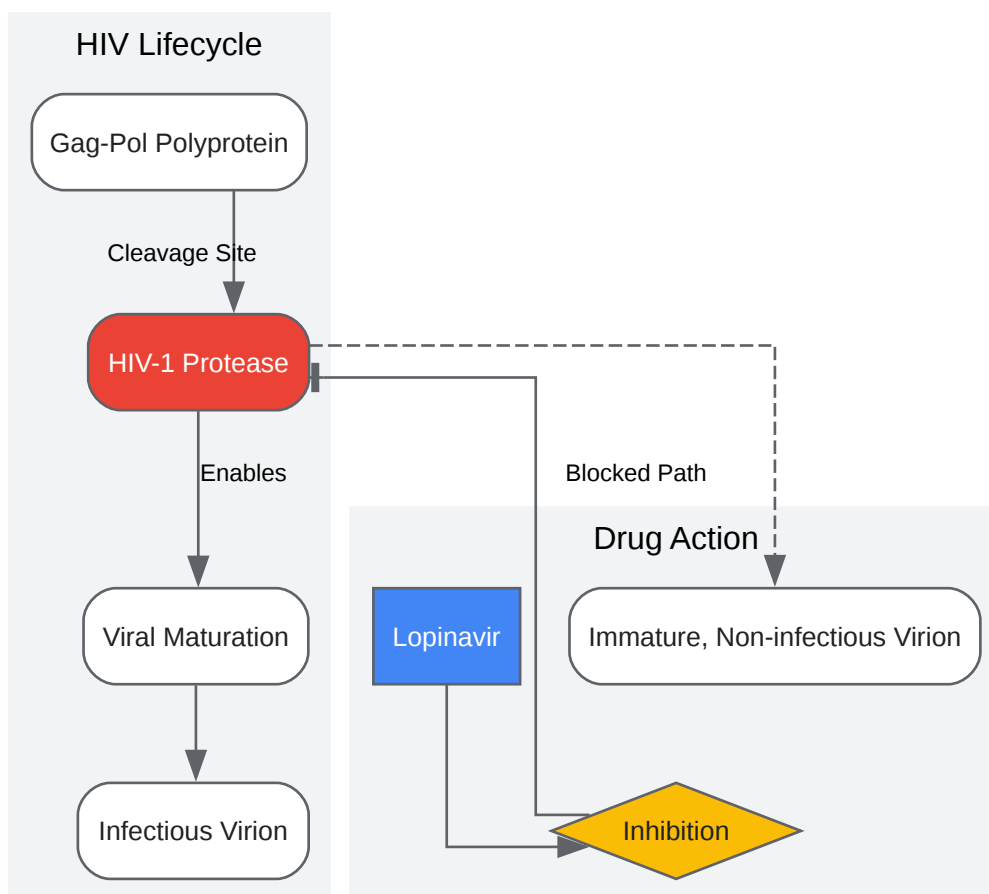 HIV Lifecycle
Gag-Pol Polyprotein
Cleavage Site
HIV-1 Protease
Enables
Viral Maturation
Infectious Virion
Blocked Path
Drug Action
Lopinavir
Immature, Non-infectious Virion
Inhibition